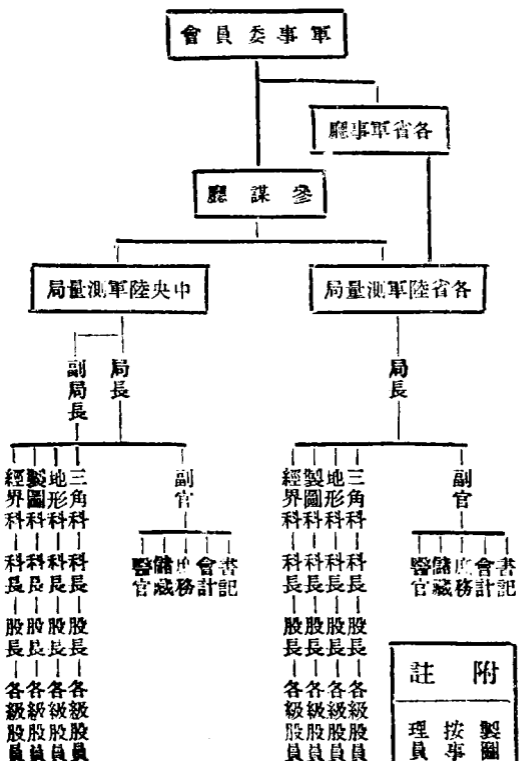 軍事委員會
各省軍事廳
參謀廳
中央陸軍測量局
各省陸軍測量局
局長
副局長
局長
三角科 科長 股長 各級股員
地形科 科長 股長 各級股員
製圖科 科長 股長 各級股員
經界科 科長 股長 各級股員
副官
書記
會計
庶務
儲藏
醫官
三角科 科長 股長 各級股員
地形科 科長 股長 各級股員
製圖科 科長 股長 各級股員
經界科 科長 股長 各級股員
副官
書記
會計
庶務
儲藏
醫官
附註
製圖
按事
理員